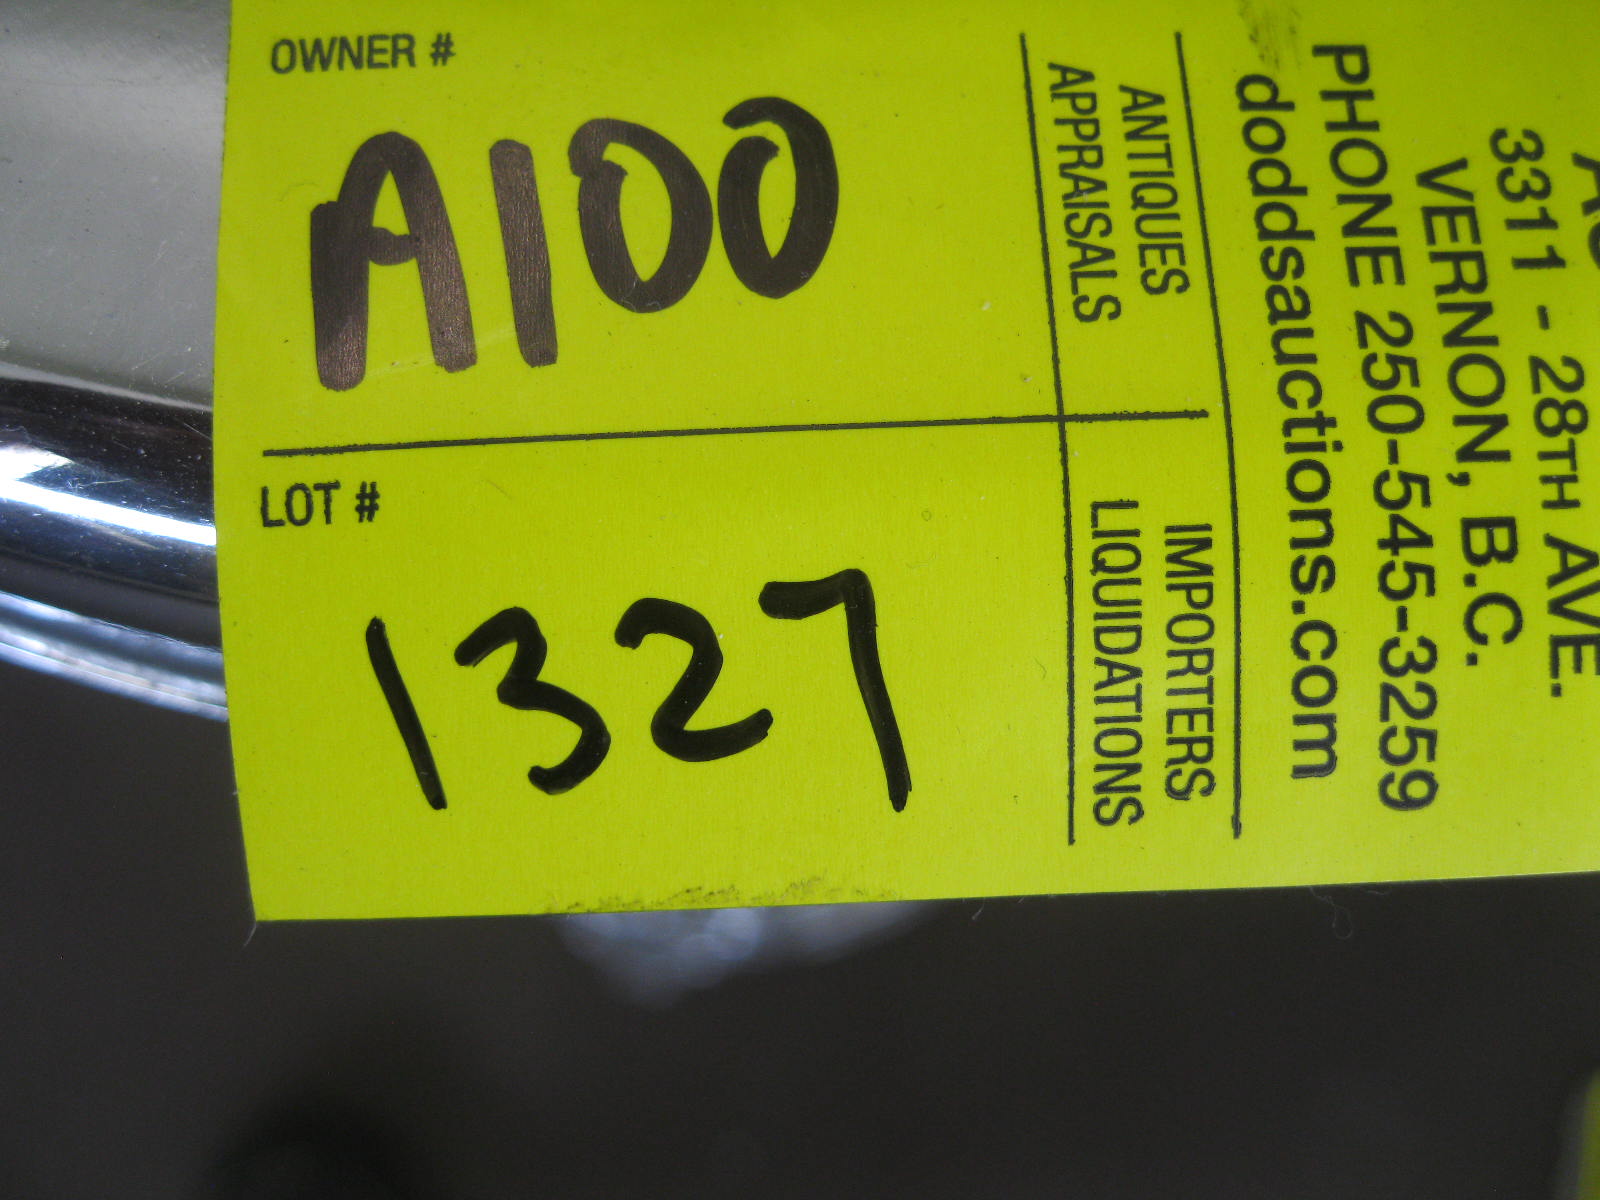 OWNER #
A100
LOT #
1327
ANTIQUES
APPRAISALS
IMPORTERS
LIQUIDATIONS
3311 - 28TH AVE.
VERNON, B.C.
PHONE 250-545-3259
doddsauctions.com